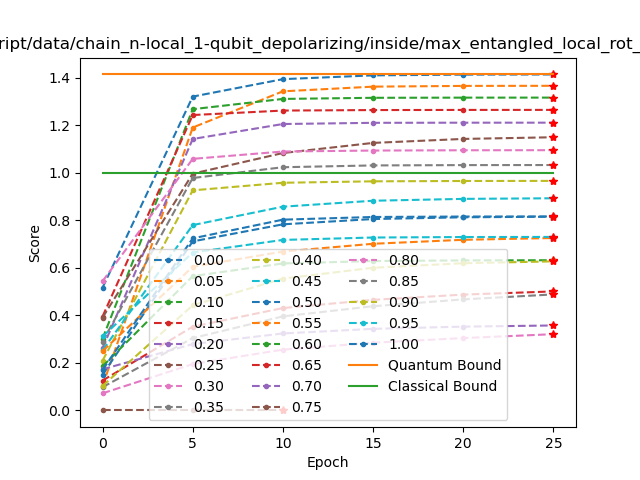 ript/data/chain_n-local_1-qubit_depolarizing/inside/max_entangled_local_rot_
Score
1.4
1.2
1.0
0.8
0.6
0.4
0.2
0.0
0.00 0.40 0.80
0.05 0.45 0.85
0.10 0.50 0.90
0.15 0.55 0.95
0.20 0.60 1.00
0.25 0.65 Quantum Bound
0.30 0.70 Classical Bound
0.35 0.75
0 5 10 15 20 25
Epoch